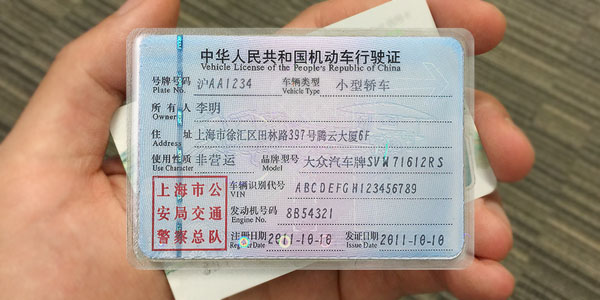 中华人民共和国机动车行驶证
Vehicle License of the People's Republic of China
号牌号码 沪AA1234 车辆类型 小型轿车
Plate No. Vehicle Type
所有人 李明
Owner
住址 上海市徐汇区田林路397号腾云大厦6F
Address
使用性质 非营运 品牌型号 大众汽车牌SVW71612RS
Use Character Model
上海市公 车辆识别代号 ABCDEFGH123456789
VIN
安局交通 发动机号码 8B54321
Engine No.
警察总队 注册日期 2011-10-10 发证日期 2011-10-10
Register Date Issue Date